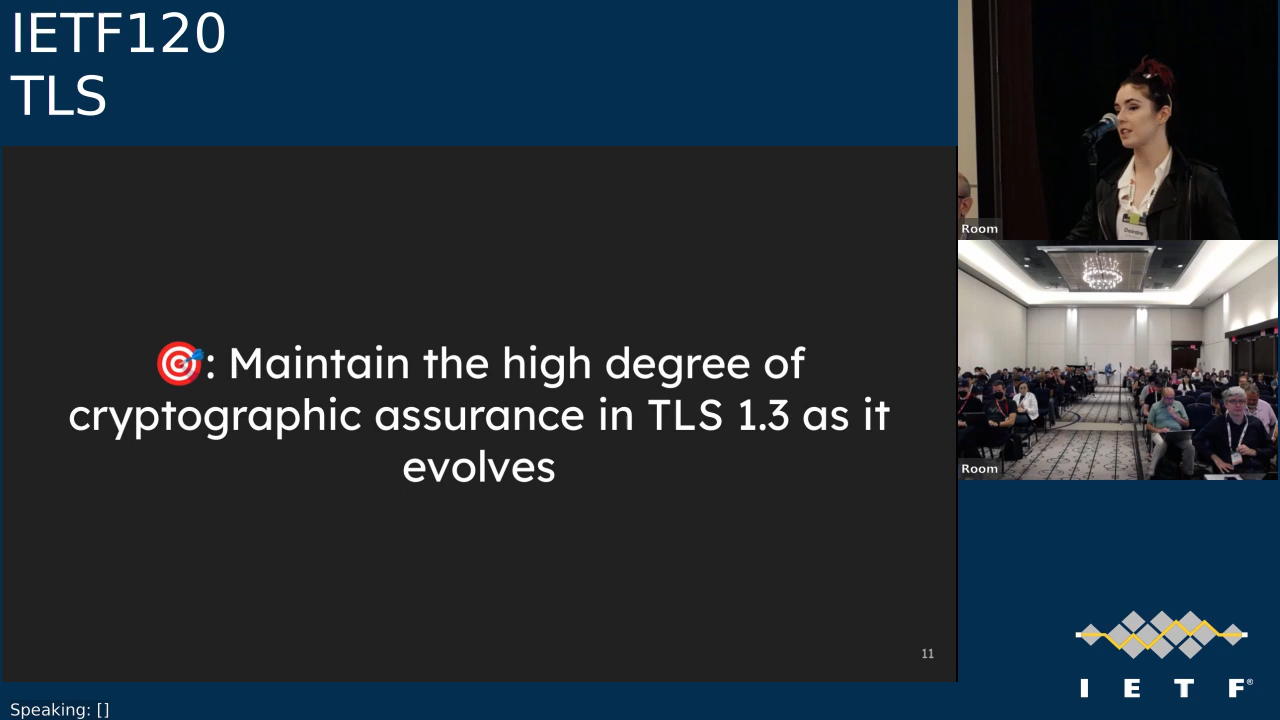 IETF120
TLS
🎯: Maintain the high degree of
cryptographic assurance in TLS 1.3 as it
evolves
11
Room
Deirdre
Room
I E T F®
Speaking: []